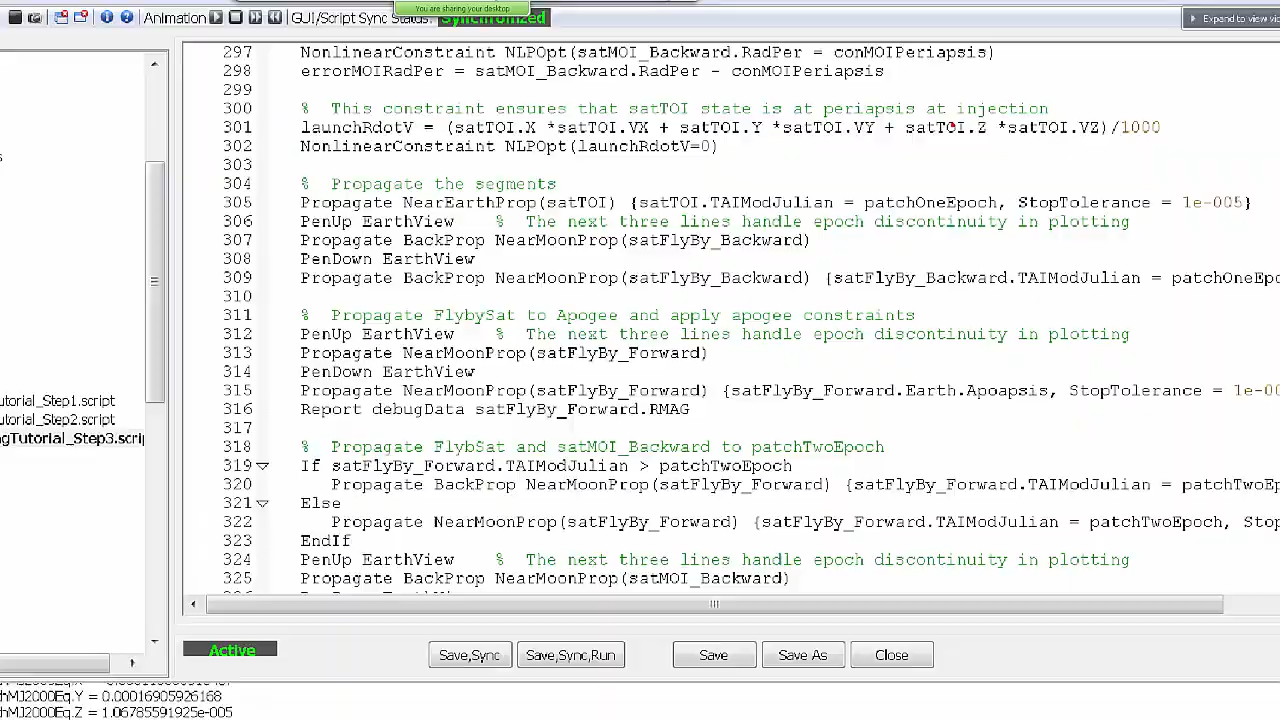 You are sharing your desktop
Animation
GUI/Script Sync Status:
Synchronized
Expand to view
297 NonlinearConstraint NLPOpt(satMOI_Backward.RadPer = conMOIPeriapsis)
298 errorMOIRadPer = satMOI_Backward.RadPer - conMOIPeriapsis
299
300 % This constraint ensures that satTOI state is at periapsis at injection
301 launchRdotV = (satTOI.X *satTOI.VX + satTOI.Y *satTOI.VY + satTOI.Z *satTOI.VZ)/1000
302 NonlinearConstraint NLPOpt(launchRdotV=0)
303
304 % Propagate the segments
305 Propagate NearEarthProp(satTOI) {satTOI.TAIModJulian = patchOneEpoch, StopTolerance = 1e-005}
306 PenUp EarthView % The next three lines handle epoch discontinuity in plotting
307 Propagate BackProp NearMoonProp(satFlyBy_Backward)
308 PenDown EarthView
309 Propagate BackProp NearMoonProp(satFlyBy_Backward) {satFlyBy_Backward.TAIModJulian = patchOneEpo
310
311 % Propagate FlybySat to Apogee and apply apogee constraints
312 PenUp EarthView % The next three lines handle epoch discontinuity in plotting
313 Propagate NearMoonProp(satFlyBy_Forward)
314 PenDown EarthView
315 Propagate NearMoonProp(satFlyBy_Forward) {satFlyBy_Forward.Earth.Apoapsis, StopTolerance = 1e-00
316 Report debugData satFlyBy_Forward.RMAG
317
318 % Propagate FlybSat and satMOI_Backward to patchTwoEpoch
319 If satFlyBy_Forward.TAIModJulian > patchTwoEpoch
320 Propagate BackProp NearMoonProp(satFlyBy_Forward) {satFlyBy_Forward.TAIModJulian = patchTwoEp
321 Else
322 Propagate NearMoonProp(satFlyBy_Forward) {satFlyBy_Forward.TAIModJulian = patchTwoEpoch, Sto
323 EndIf
324 PenUp EarthView % The next three lines handle epoch discontinuity in plotting
325 Propagate BackProp NearMoonProp(satMOI_Backward)
utorial_Step1.script
utorial_Step2.script
gTutorial_Step3.scrip
Active
Save,Sync
Save,Sync,Run
Save
Save As
Close
hMJ2000Eq.Y = 0.00016905926168
hMJ2000Eq.Z = 1.06785591925e-005